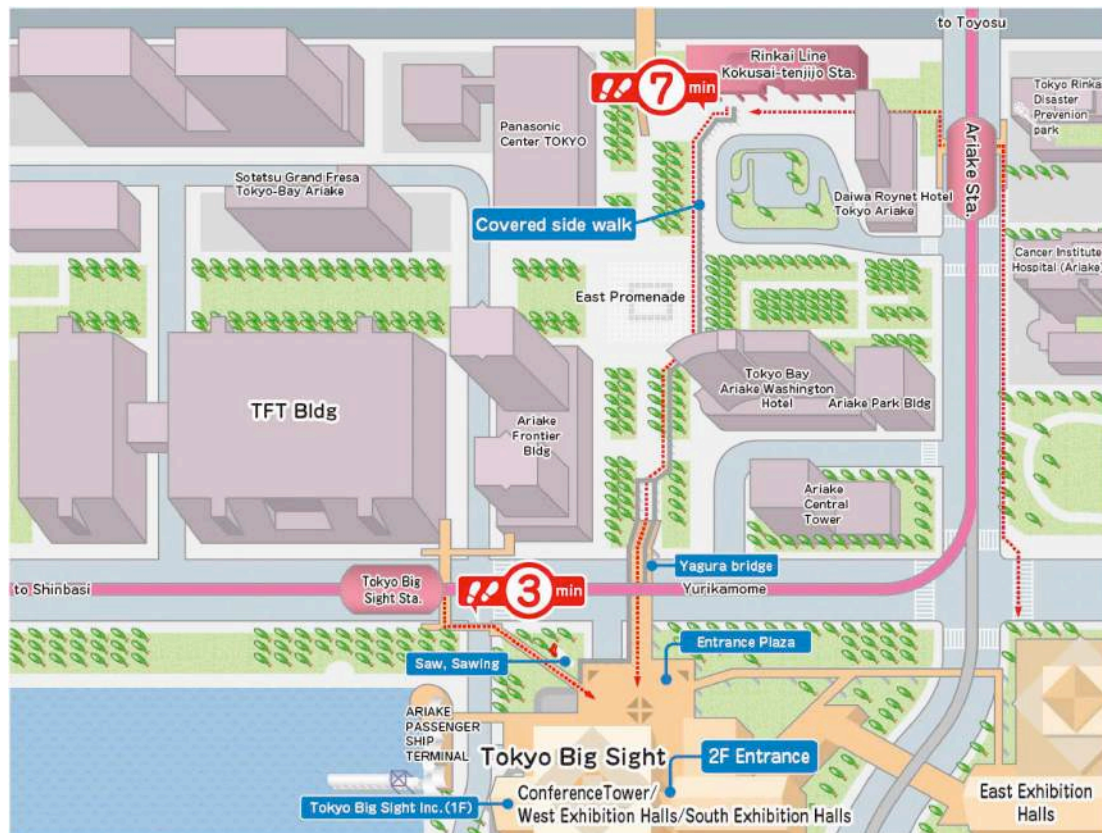 to Toyosu
Rinkai Line
Kokusai-tenjijo Sta.
7
min
Tokyo Rinkai
Disaster
Prevenion
park
Panasonic
Center TOKYO
Ariake Sta.
Sotetsu Grand Fresa
Tokyo-Bay Ariake
Daiwa Roynet Hotel
Tokyo Ariake
Covered side walk
Cancer Institute
Hospital (Ariake)
East Promenade
Tokyo Bay
Ariake Washington
Hotel
Ariake Park Bldg
TFT Bldg
Ariake
Frontier
Bldg
Ariake
Central
Tower
Yagura bridge
to Shinbasi
Tokyo Big
Sight Sta.
3
min
Yurikamome
Entrance Plaza
Saw, Sawing
ARIAKE
PASSENGER
SHIP
TERMINAL
Tokyo Big Sight
2F Entrance
Tokyo Big Sight Inc.(1F)
ConferenceTower/
West Exhibition Halls/South Exhibition Halls
East Exhibition
Halls